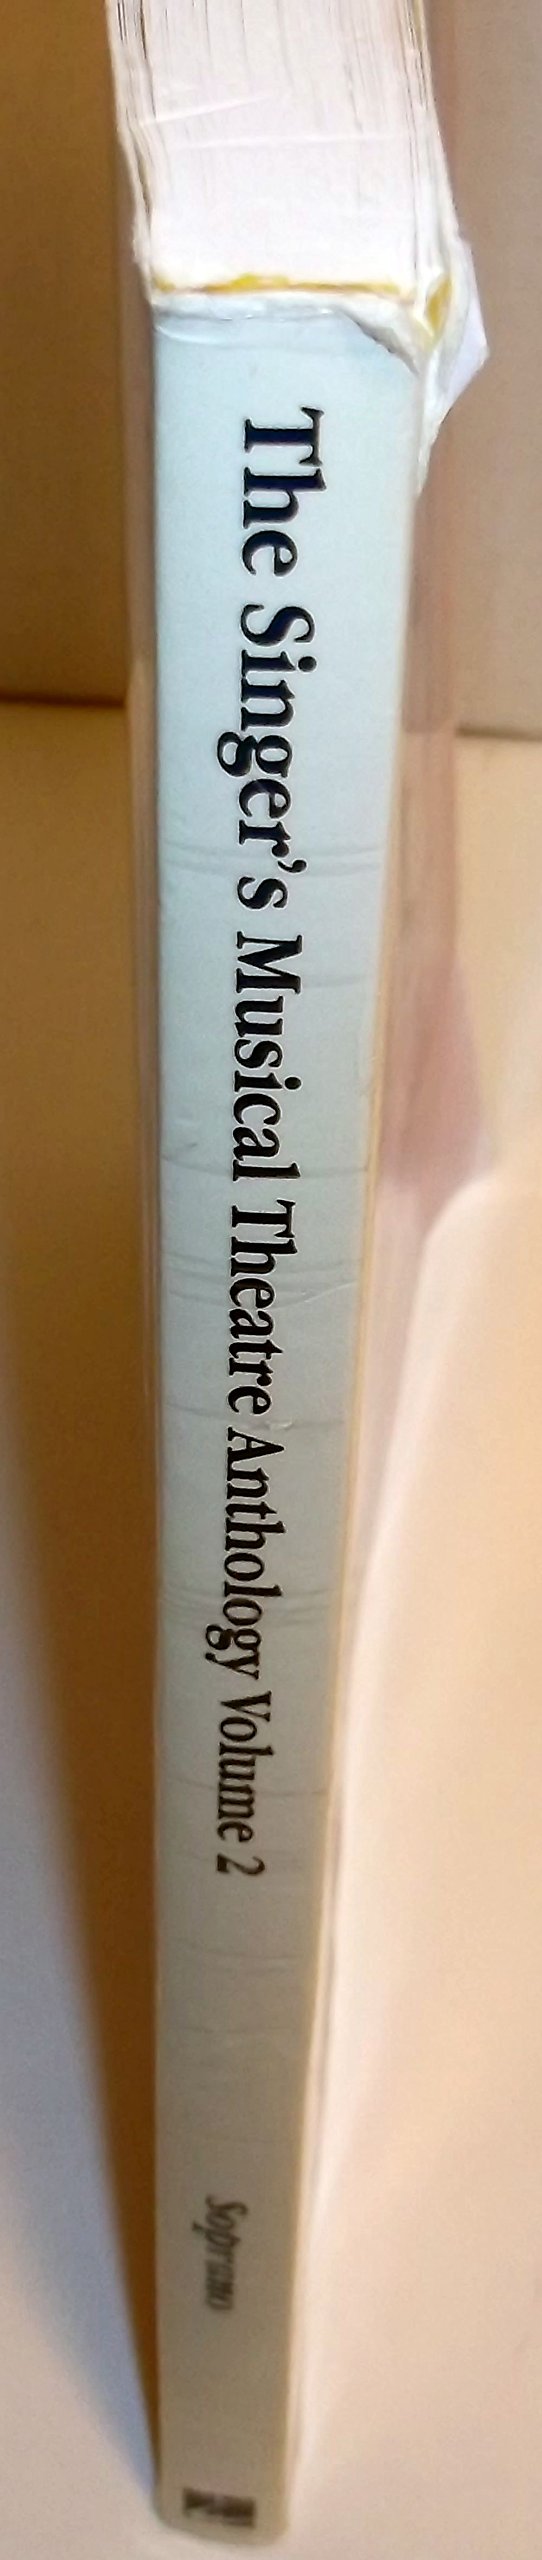 The Singer's Musical Theatre Anthology Volume 2
Soprano